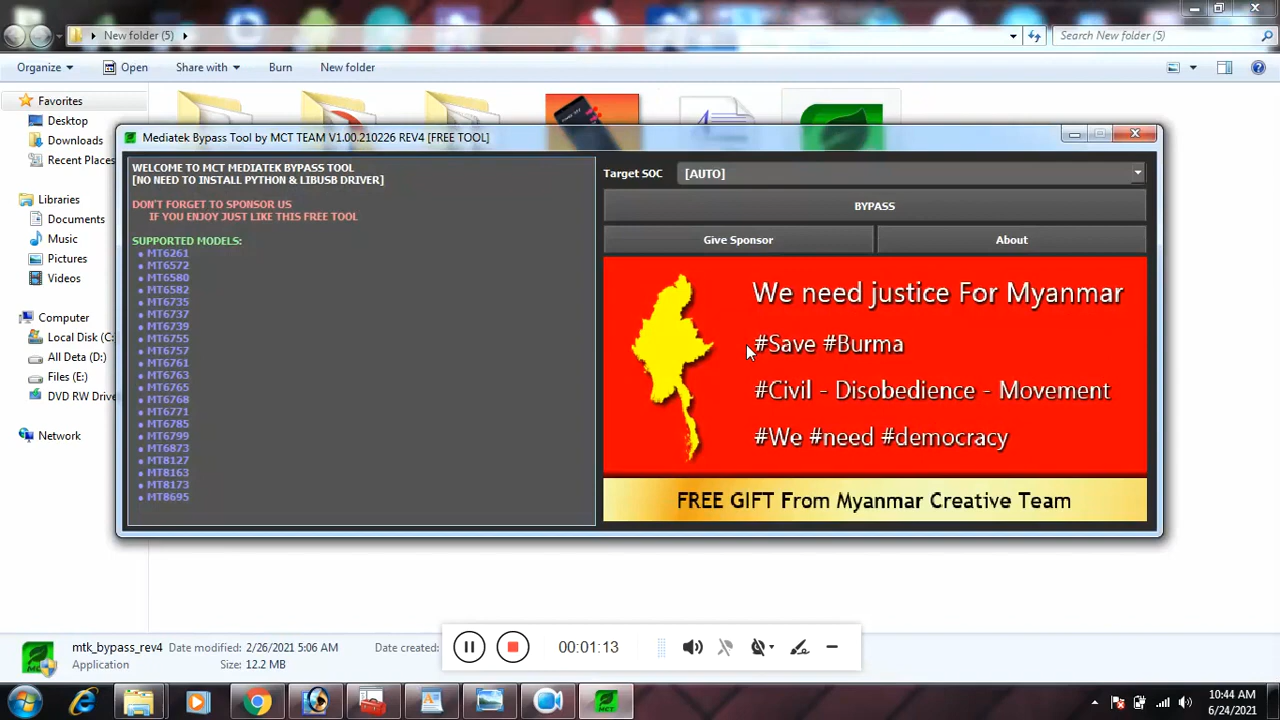 New folder (5)
Search New folder (5)
Organize
Open
Share with
Burn
New folder
Favorites
Desktop
Downloads
Recent Places
Libraries
Documents
Music
Pictures
Videos
Computer
Local Disk (C:
All Deta (D:)
Files (E:)
DVD RW Drive
Network
Mediatek Bypass Tool by MCT TEAM V1.00.210226 REV4 [FREE TOOL]
WELCOME TO MCT MEDIATEK BYPASS TOOL
[NO NEED TO INSTALL PYTHON & LIBUSB DRIVER]
DON'T FORGET TO SPONSOR US
IF YOU ENJOY JUST LIKE THIS FREE TOOL
SUPPORTED MODELS:
MT6261
MT6572
MT6580
MT6582
MT6735
MT6737
MT6739
MT6755
MT6757
MT6761
MT6763
MT6765
MT6768
MT6771
MT6785
MT6799
MT6873
MT8127
MT8163
MT8173
MT8695
Target SOC
[AUTO]
BYPASS
Give Sponsor
About
We need justice For Myanmar
#Save #Burma
#Civil - Disobedience - Movement
#We #need #democracy
FREE GIFT From Myanmar Creative Team
mtk_bypass_rev4
Date modified: 2/26/2021 5:06 AM
Date created:
Application
Size: 12.2 MB
00:01:13
MCT
10:44 AM
6/24/2021